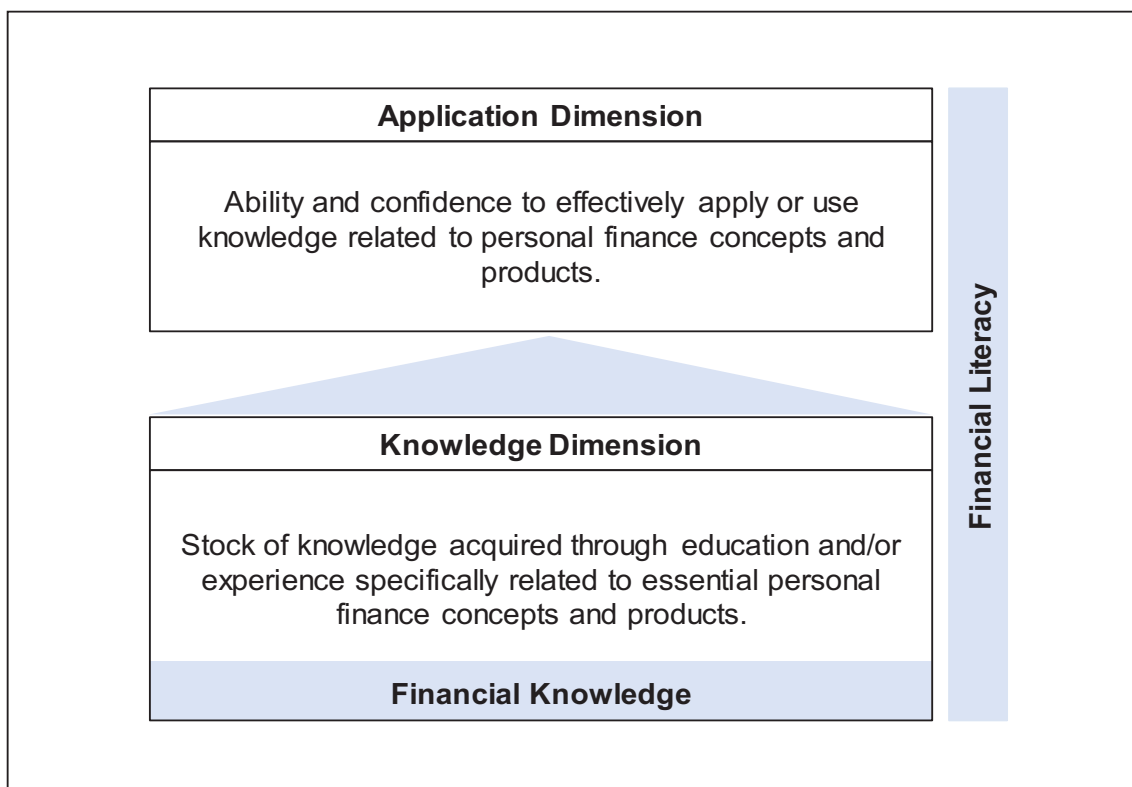 Application Dimension
Ability and confidence to effectively apply or use
knowledge related to personal finance concepts and
products.
Knowledge Dimension
Stock of knowledge acquired through education and/or
experience specifically related to essential personal
finance concepts and products.
Financial Knowledge
Financial Literacy